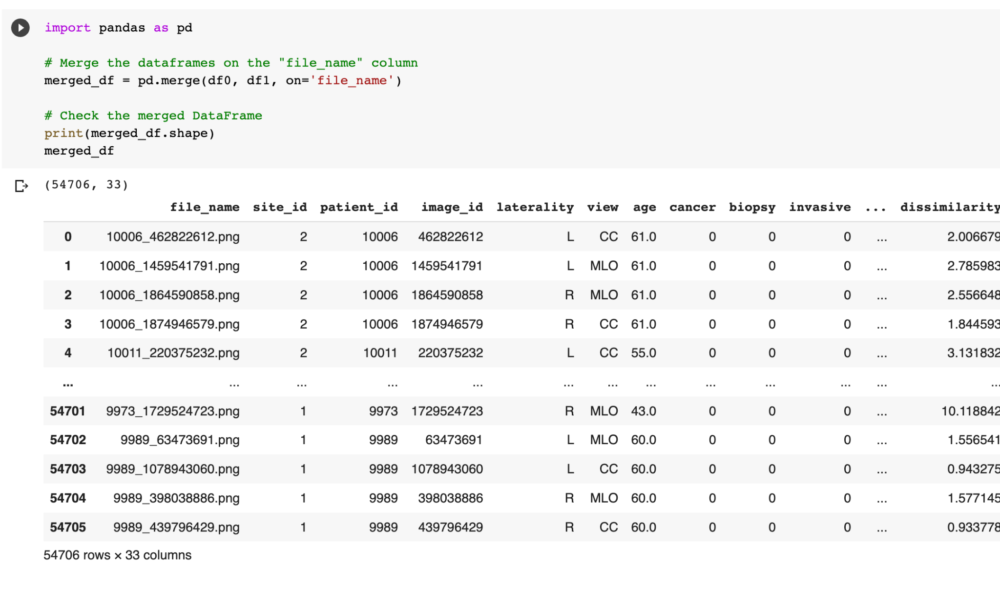 import pandas as pd
# Merge the dataframes on the "file_name" column
merged_df = pd.merge(df0, df1, on='file_name')
# Check the merged DataFrame
print(merged_df.shape)
merged_df
(54706, 33)
file_name site_id patient_id image_id laterality view age cancer biopsy invasive ... dissimilarity
0 10006_462822612.png 2 10006 462822612 L CC 61.0 0 0 0 ... 2.006679
1 10006_1459541791.png 2 10006 1459541791 L MLO 61.0 0 0 0 ... 2.785983
2 10006_1864590858.png 2 10006 1864590858 R MLO 61.0 0 0 0 ... 2.556648
3 10006_1874946579.png 2 10006 1874946579 R CC 61.0 0 0 0 ... 1.844593
4 10011_220375232.png 2 10011 220375232 L CC 55.0 0 0 0 ... 3.131832
... ... ... ... ... ... ... ... ... ... ... ... ...
54701 9973_1729524723.png 1 9973 1729524723 R MLO 43.0 0 0 0 ... 10.118842
54702 9989_63473691.png 1 9989 63473691 L MLO 60.0 0 0 0 ... 1.556541
54703 9989_1078943060.png 1 9989 1078943060 L CC 60.0 0 0 0 ... 0.943275
54704 9989_398038886.png 1 9989 398038886 R MLO 60.0 0 0 0 ... 1.577145
54705 9989_439796429.png 1 9989 439796429 R CC 60.0 0 0 0 ... 0.933778
54706 rows × 33 columns